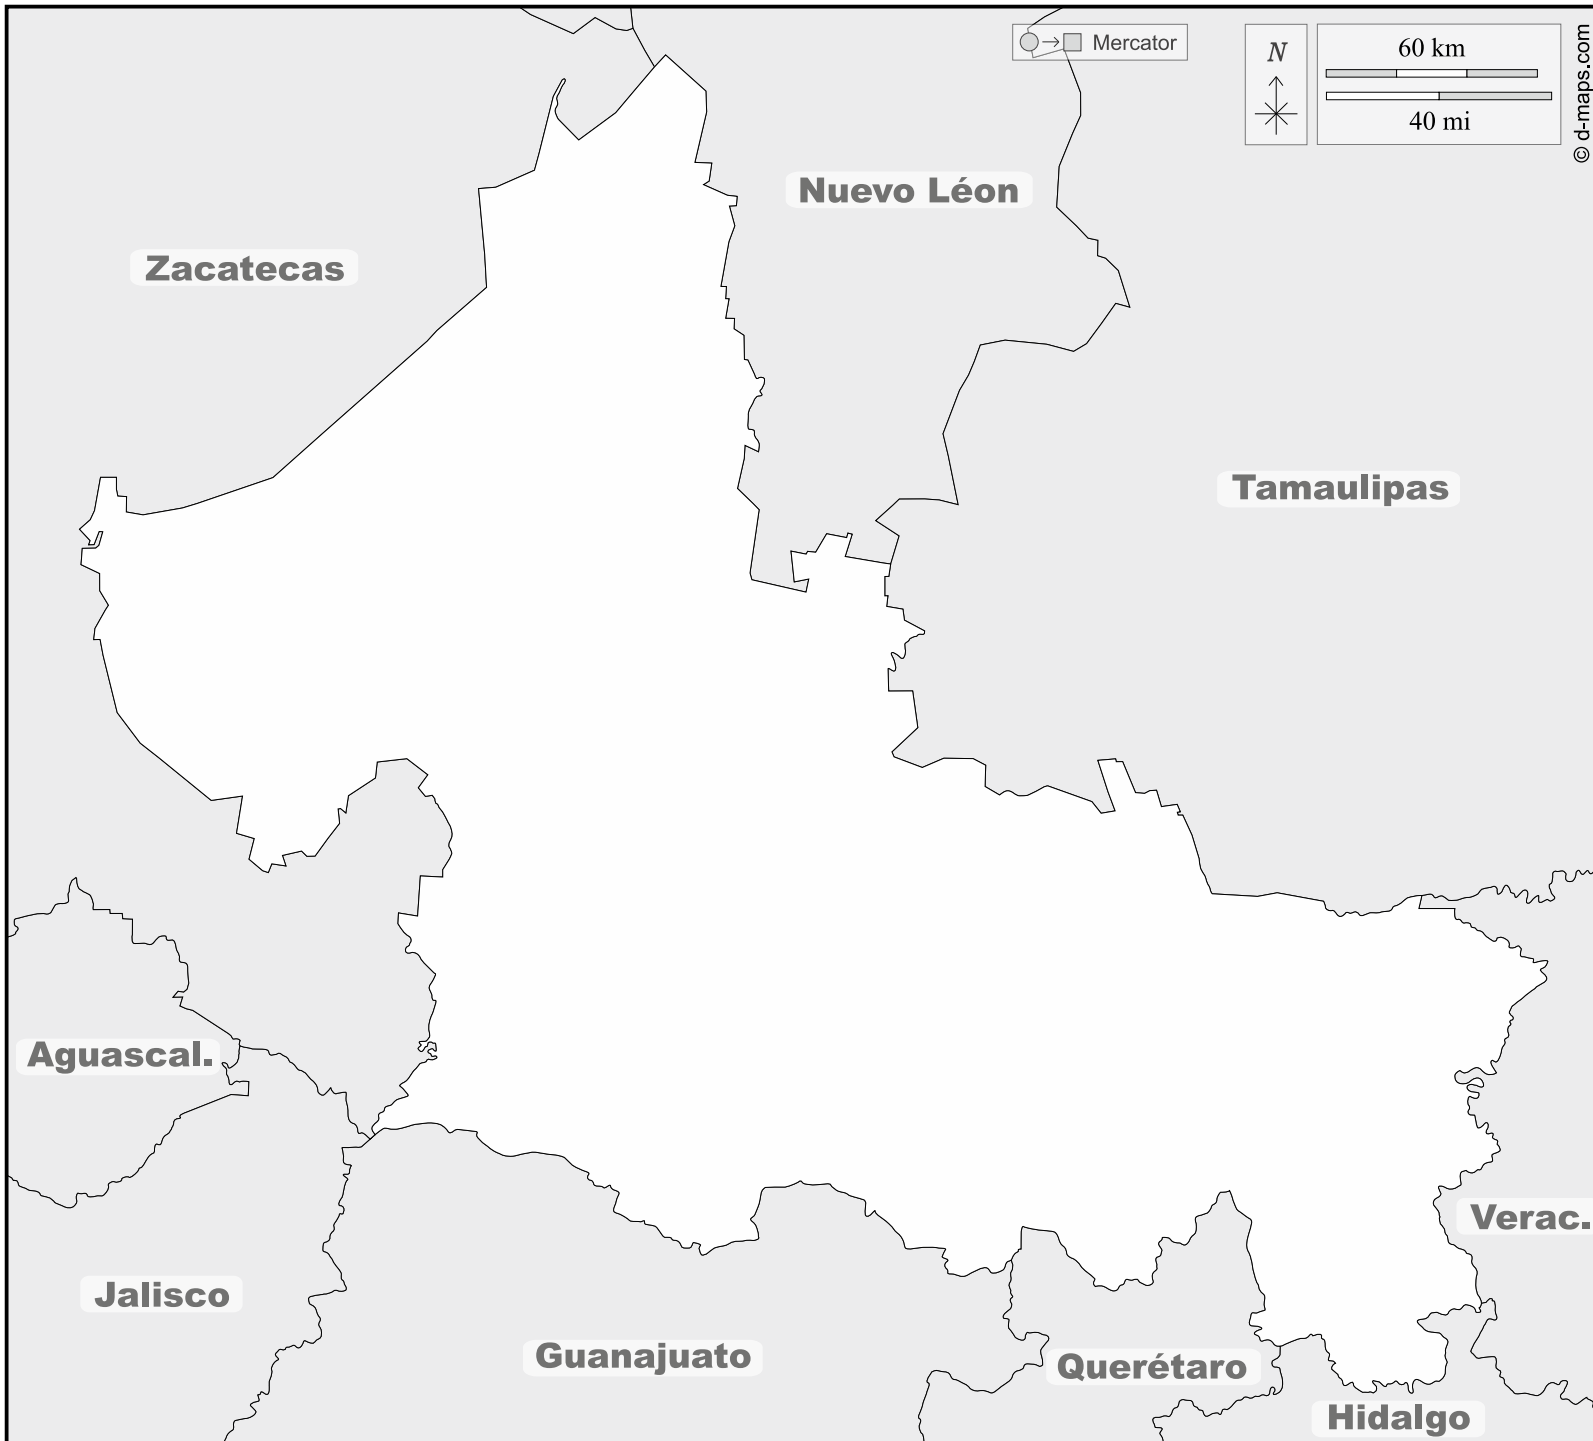 Mercator
N
60 km
40 mi
© d-maps.com
Nuevo Léon
Zacatecas
Tamaulipas
Aguascal.
Verac.
Jalisco
Guanajuato
Querétaro
Hidalgo